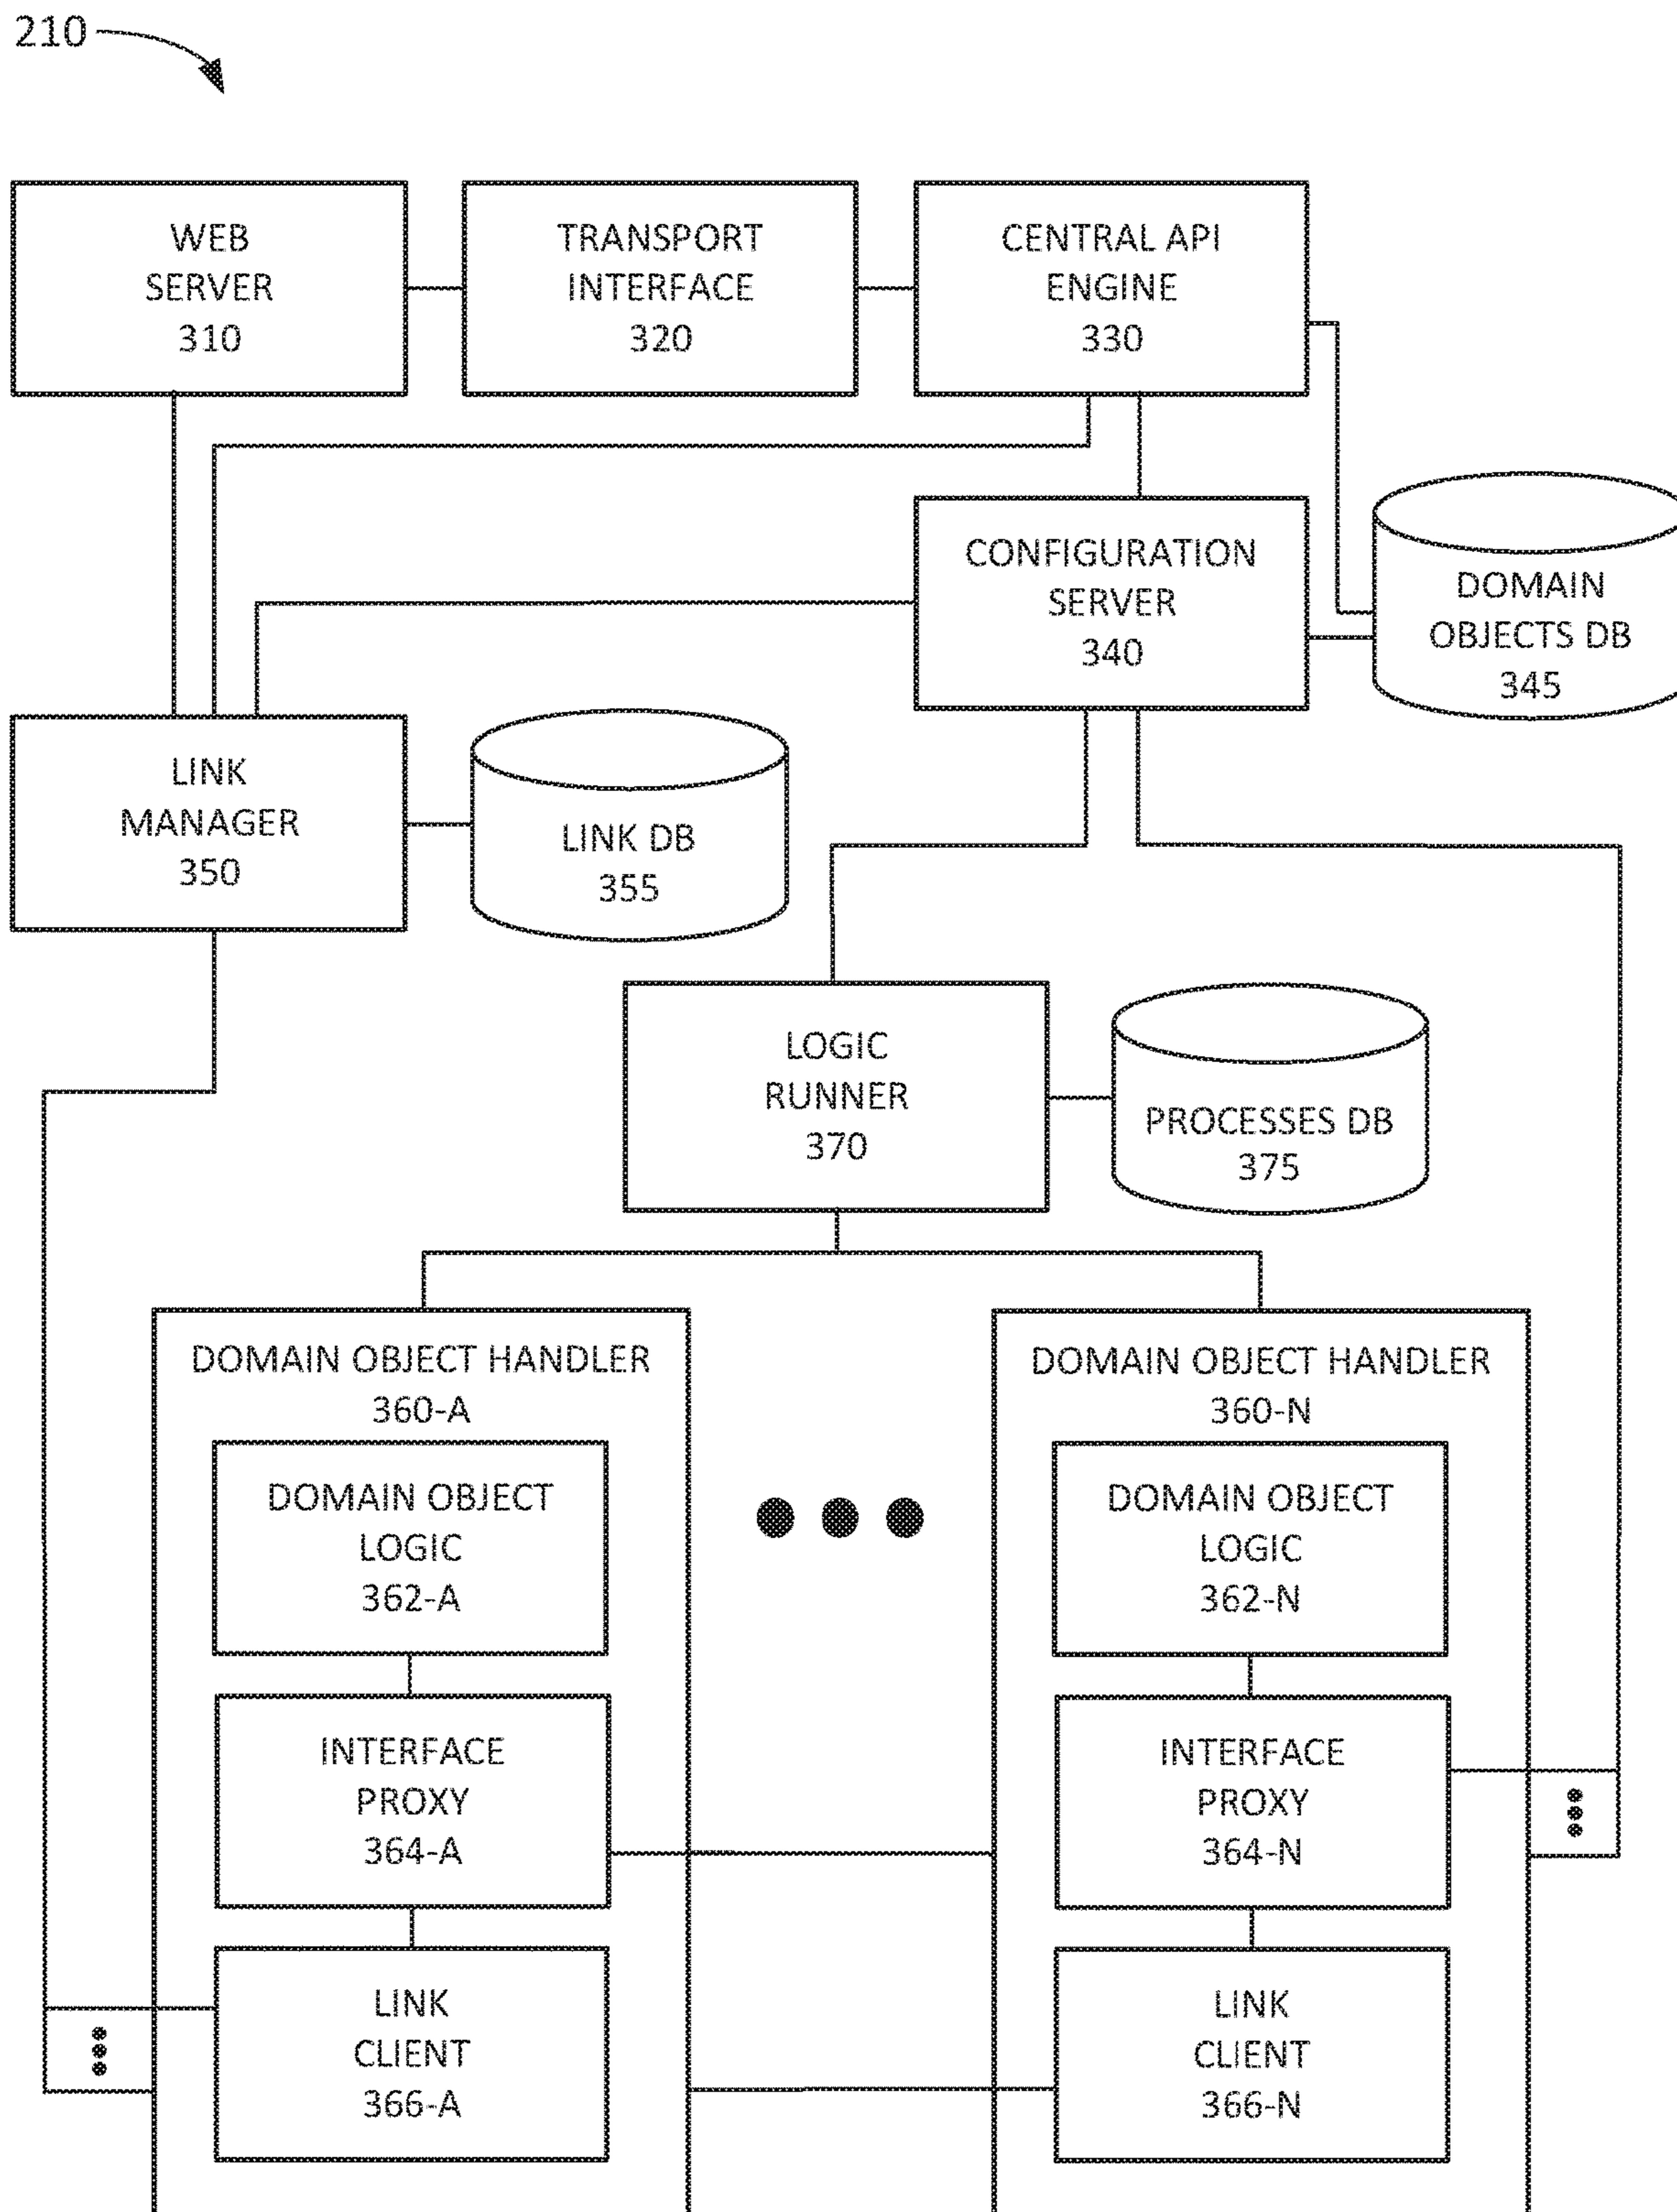 210
WEB
SERVER
310
TRANSPORT
INTERFACE
320
CENTRAL API
ENGINE
330
CONFIGURATION
SERVER
340
DOMAIN
OBJECTS DB
345
LINK
MANAGER
350
LINK DB
355
LOGIC
RUNNER
370
PROCESSES DB
375
DOMAIN OBJECT HANDLER
360-A
DOMAIN OBJECT
LOGIC
362-A
INTERFACE
PROXY
364-A
LINK
CLIENT
366-A
DOMAIN OBJECT HANDLER
360-N
DOMAIN OBJECT
LOGIC
362-N
INTERFACE
PROXY
364-N
LINK
CLIENT
366-N